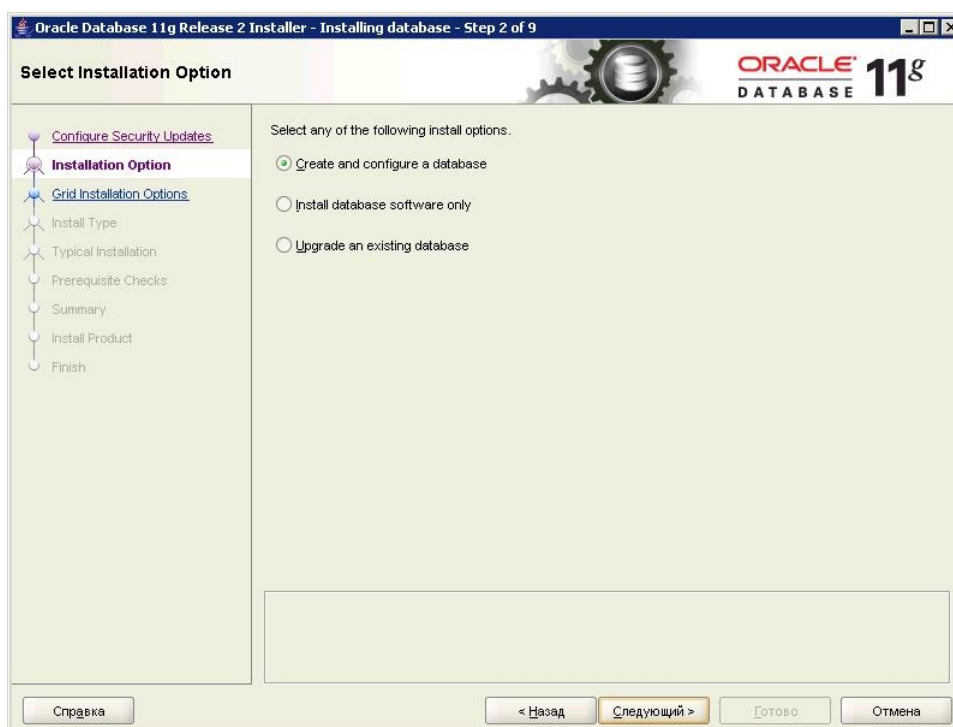 Oracle Database 11g Release 2 Installer - Installing database - Step 2 of 9
Select Installation Option
ORACLE
DATABASE 11g
Configure Security Updates
Installation Option
Grid Installation Options
Install Type
Typical Installation
Prerequisite Checks
Summary
Install Product
Finish
Select any of the following install options.
Create and configure a database
Install database software only
Upgrade an existing database
Справка
< Назад
Следующий >
Готово
Отмена